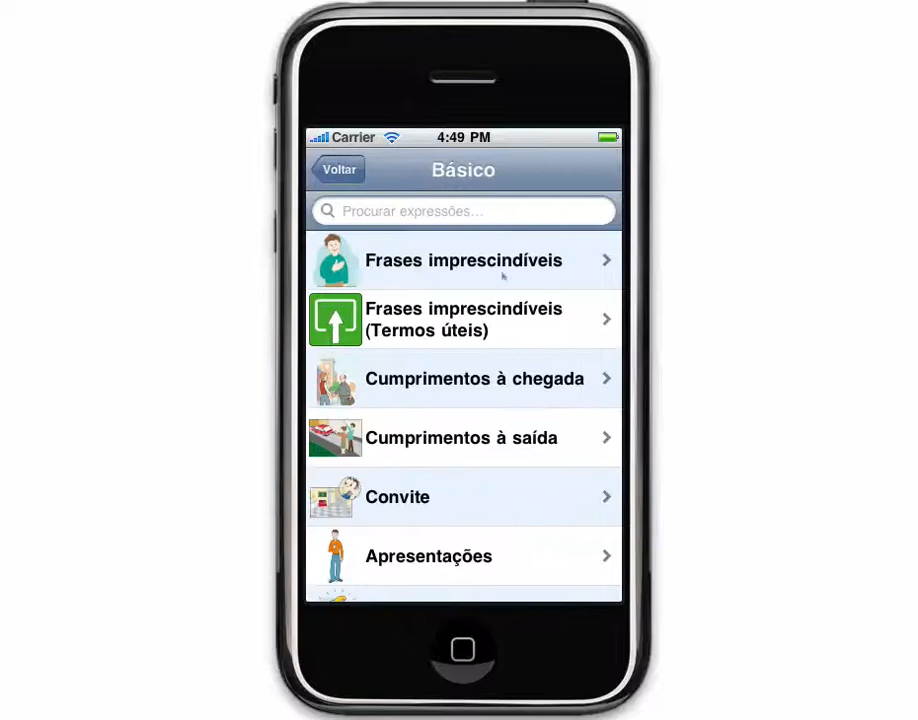 Carrier
4:49 PM
Voltar
Básico
Procurar expressões...
Frases imprescindíveis
Frases imprescindíveis
(Termos úteis)
Cumprimentos à chegada
Cumprimentos à saída
Convite
Apresentações